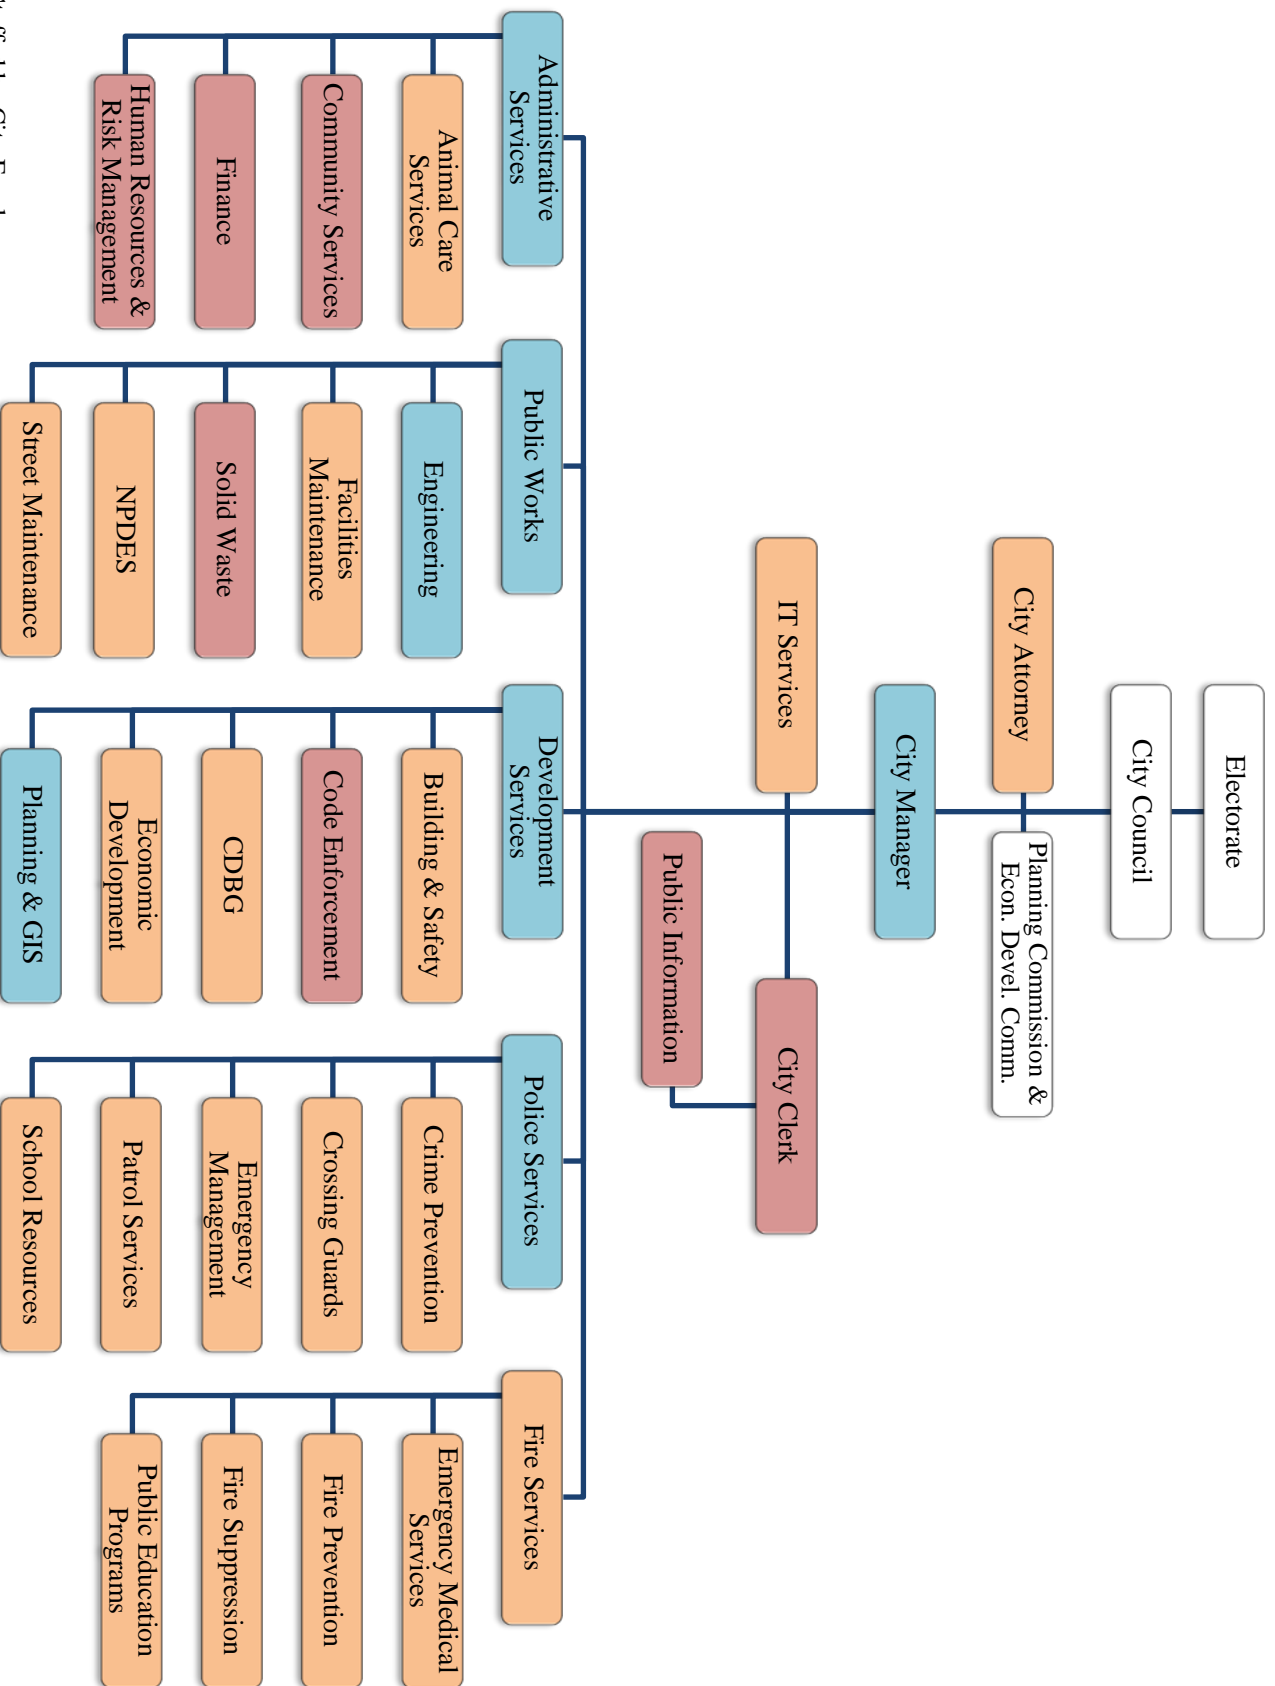 Electorate
City Council
City Attorney
Planning Commission &
Econ. Devel. Comm.
City Manager
IT Services
City Clerk
Public Information
Administrative
Services
Animal Care
Services
Community Services
Finance
Human Resources &
Risk Management
Public Works
Engineering
Facilities
Maintenance
Solid Waste
NPDES
Street Maintenance
Development
Services
Building & Safety
Code Enforcement
CDBG
Economic
Development
Planning & GIS
Police Services
Crime Prevention
Crossing Guards
Emergency
Management
Patrol Services
School Resources
Fire Services
Emergency Medical
Services
Fire Prevention
Fire Suppression
Public Education
Programs